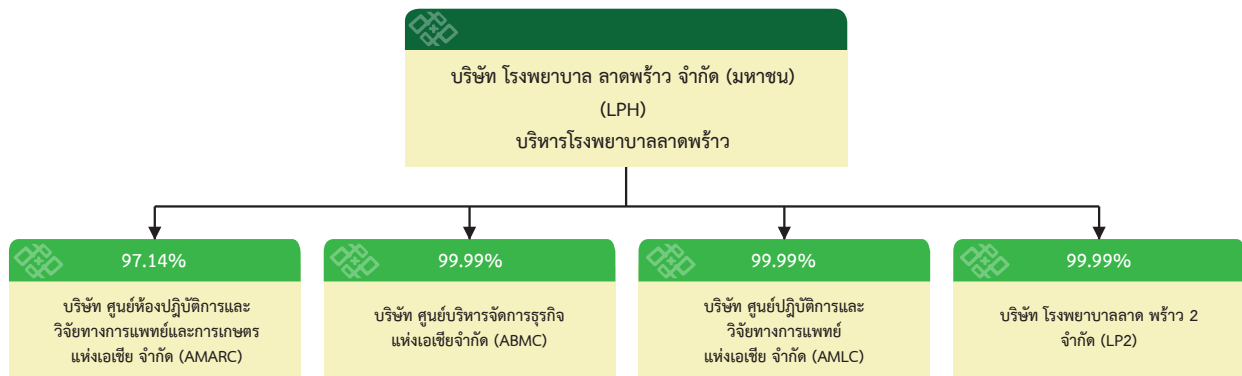 บริษัท โรงพยาบาล ลาดพร้าว จำกัด (มหาชน)
(LPH)
บริหารโรงพยาบาลลาดพร้าว
97.14%
บริษัท ศูนย์ห้องปฎิบัติการและ
วิจัยทางการแพทย์และการเกษตร
แห่งเอเชีย จำกัด (AMARC)
99.99%
บริษัท ศูนย์บริหารจัดการธุรกิจ
แห่งเอเชียจำกัด (ABMC)
99.99%
บริษัท ศูนย์ปฎิบัติการและ
วิจัยทางการแพทย์
แห่งเอเชีย จำกัด (AMLC)
99.99%
บริษัท โรงพยาบาลลาด พร้าว 2
จำกัด (LP2)